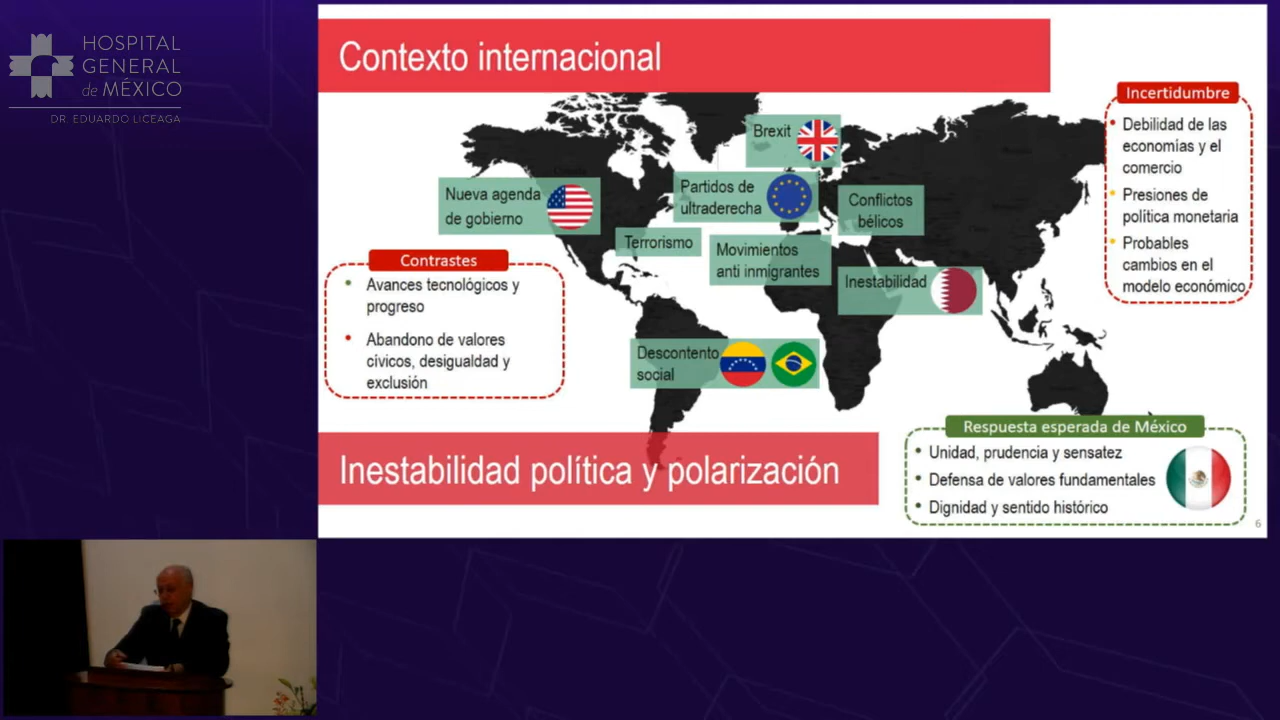 HOSPITAL
GENERAL
de MÉXICO
DR. EDUARDO LICEAGA
Contexto internacional
Incertidumbre
• Debilidad de las
economías y el
comercio
• Presiones de
política monetaria
• Probables
cambios en el
modelo económico
Brexit
Nueva agenda
de gobierno
Partidos de
ultraderecha
Conflictos
bélicos
Terrorismo
Movimientos
anti inmigrantes
Inestabilidad
Contrastes
• Avances tecnológicos y
progreso
• Abandono de valores
civicos, desigualdad y
exclusión
Descontento
social
Inestabilidad política y polarización
Respuesta esperada de México
• Unidad, prudencia y sensatez
• Defensa de valores fundamentales
• Dignidad y sentido histórico
6